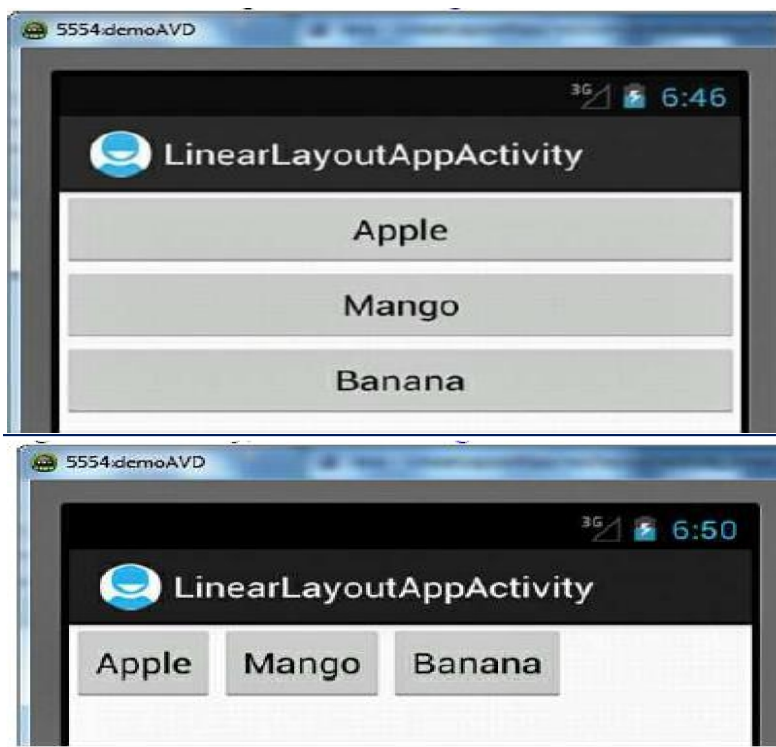 5554:demoAVD
3G 6:46
LinearLayoutAppActivity
Apple
Mango
Banana
5554:demoAVD
3G 6:50
LinearLayoutAppActivity
Apple Mango Banana